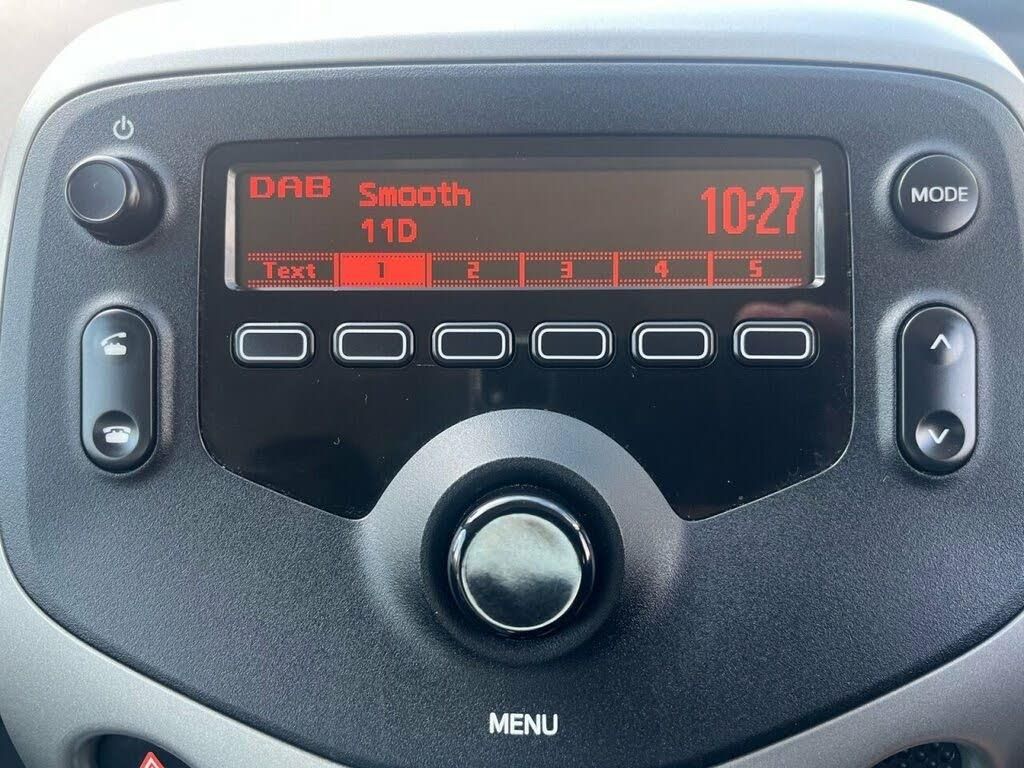 DAB Smooth 10:27
11D
Text 1 2 3 4 5
MODE
MENU